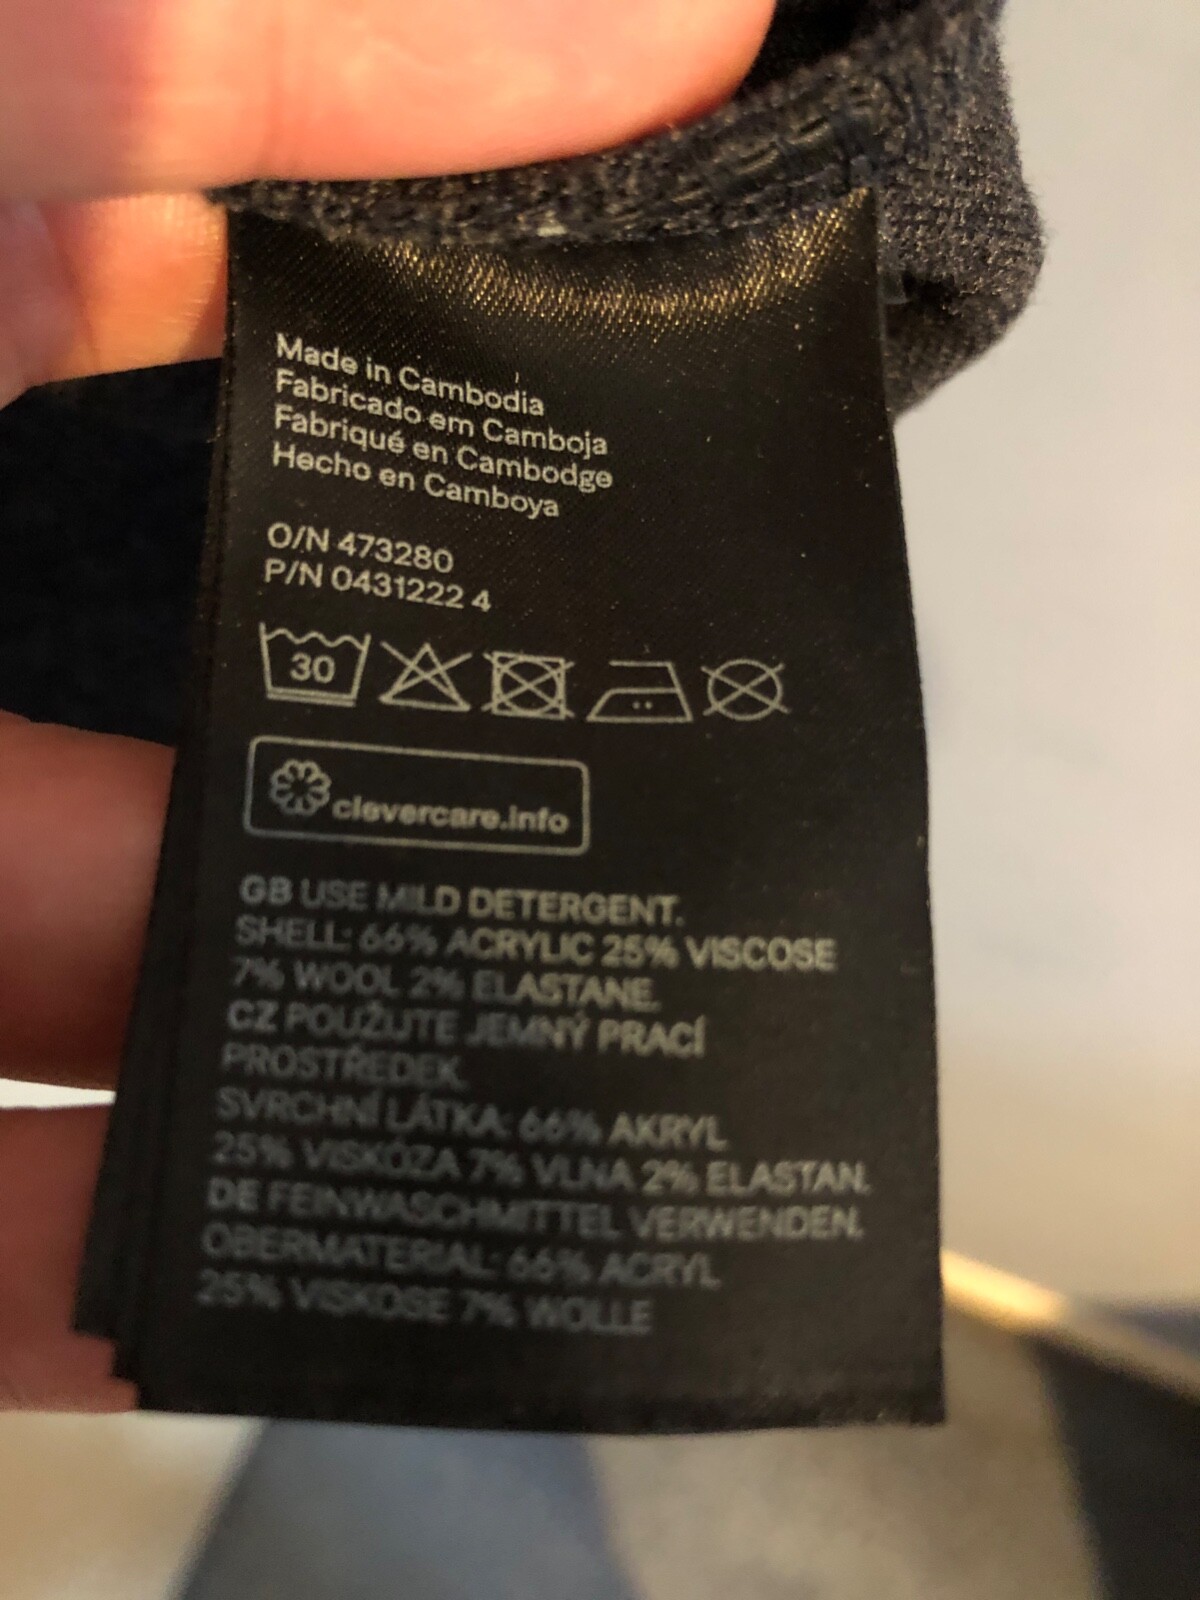 Made in Cambodia
Fabricado em Camboja
Fabriqué en Cambodge
Hecho en Camboya
O/N 473280
P/N 0431222 4
30
clevercare.info
GB USE MILD DETERGENT.
SHELL: 66% ACRYLIC 25% VISCOSE
7% WOOL 2% ELASTANE.
CZ POUŽIJTE JEMNÝ PRACÍ
PROSTŘEDEK.
SVRCHNÍ LÁTKA: 66% AKRYL
25% VISKÓZA 7% VLNA 2% ELASTAN.
DE FEINWASCHMITTEL VERWENDEN.
OBERMATERIAL: 66% ACRYL
25% VISKOSE 7% WOLLE